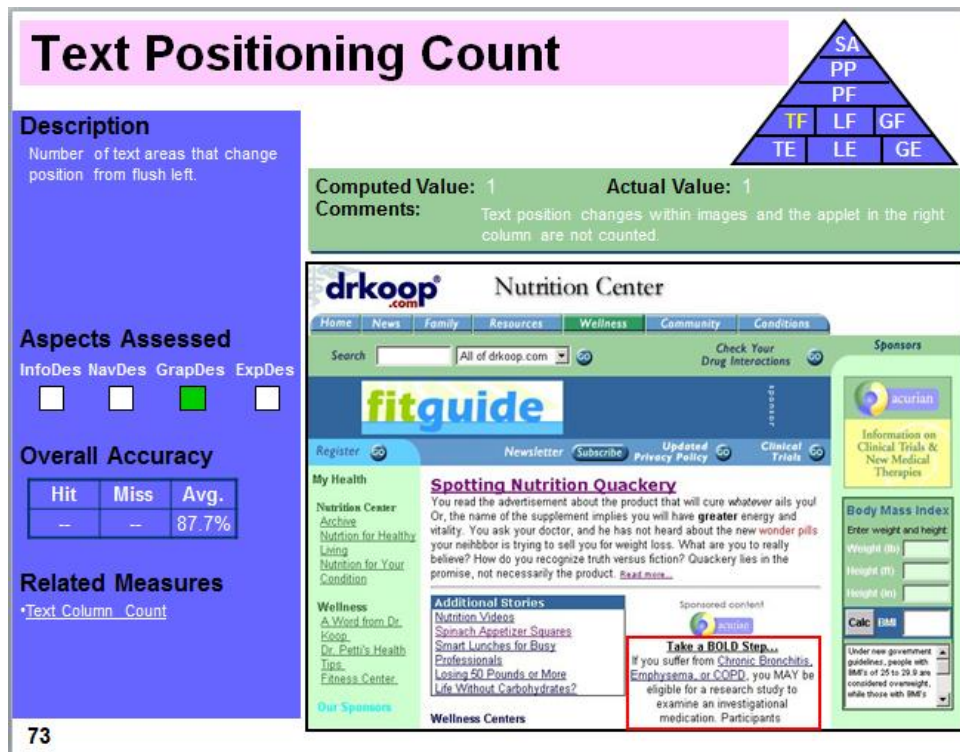 Text Positioning Count
SA
PP
PF
TF LF GF
TE LE GE
Description
Number of text areas that change
position from flush left.
Aspects Assessed
InfoDes NavDes GrapDes ExpDes
Overall Accuracy
Hit Miss Avg.
-- -- 87.7%
Related Measures
•Text Column Count
73
Computed Value: 1 Actual Value: 1
Comments: Text position changes within images and the applet in the right
column are not counted.
drkoop
.com
Nutrition Center
Home News Family Resources Wellness Community Conditions
Search All of drkoop.com GO Check Your
Drug Interactions GO
fitguide
sponsor
Register GO Newsletter Subscribe Updated
Privacy Policy GO Clinical
Trials GO
My Health
Nutrition Center
Archive
Nutrition for Healthy
Living
Nutrition for Your
Condition
Wellness
A Word from Dr.
Koop
Dr. Petti's Health
Tips
Fitness Center
Our Sponsors
Spotting Nutrition Quackery
You read the advertisement about the product that will cure whatever ails you!
Or, the name of the supplement implies you will have greater energy and
vitality. You ask your doctor, and he has not heard about the new wonder pills
your neihbbor is trying to sell you for weight loss. What are you to really
believe? How do you recognize truth versus fiction? Quackery lies in the
promise, not necessarily the product. Read more...
Additional Stories
Nutrition Videos
Spinach Appetizer Squares
Smart Lunches for Busy
Professionals
Losing 50 Pounds or More
Life Without Carbohydrates?
Wellness Centers
Sponsored content
acurian
Take a BOLD Step...
If you suffer from Chronic Bronchitis,
Emphysema, or COPD, you MAY be
eligible for a research study to
examine an investigational
medication. Participants
Sponsors
acurian
Information on
Clinical Trials &
New Medical
Therapies
Body Mass Index
Enter weight and height:
Weight (lb)
Height (ft)
Height (in)
Calc BMI
Under new government
guidelines, people with
BMI's of 25 to 29.9 are
considered overweight,
while those with BMI's